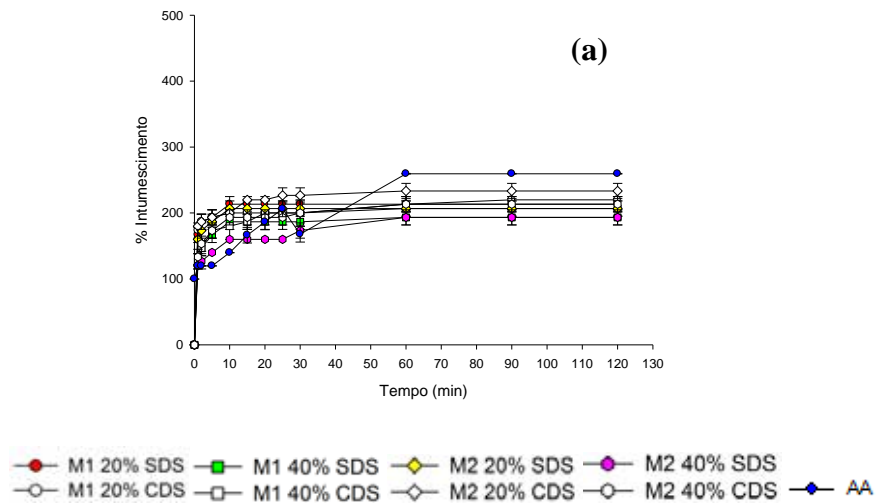 500
(a)
400
300
200
100
0
% Intumescimento
0 10 20 30 40 50 60 70 80 90 100 110 120 130
Tempo (min)
M1 20% SDS M1 40% SDS M2 20% SDS M2 40% SDS
M1 20% CDS M1 40% CDS M2 20% CDS M2 40% CDS AA